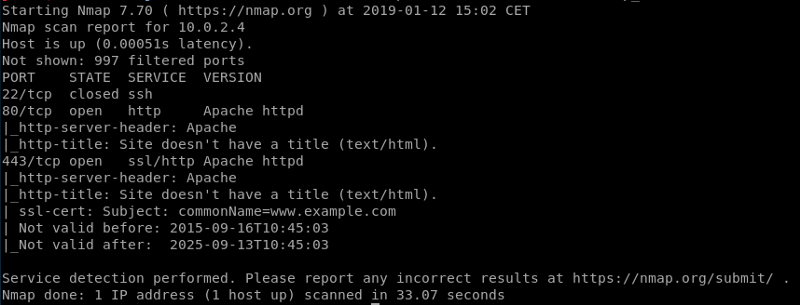 Starting Nmap 7.70 ( https://nmap.org ) at 2019-01-12 15:02 CET
Nmap scan report for 10.0.2.4
Host is up (0.00051s latency).
Not shown: 997 filtered ports
PORT    STATE  SERVICE  VERSION
22/tcp  closed ssh
80/tcp  open   http     Apache httpd
|_http-server-header: Apache
|_http-title: Site doesn't have a title (text/html).
443/tcp open   ssl/http Apache httpd
|_http-server-header: Apache
|_http-title: Site doesn't have a title (text/html).
| ssl-cert: Subject: commonName=www.example.com
| Not valid before: 2015-09-16T10:45:03
|_Not valid after:  2025-09-13T10:45:03
Service detection performed. Please report any incorrect results at https://nmap.org/submit/ .
Nmap done: 1 IP address (1 host up) scanned in 33.07 seconds